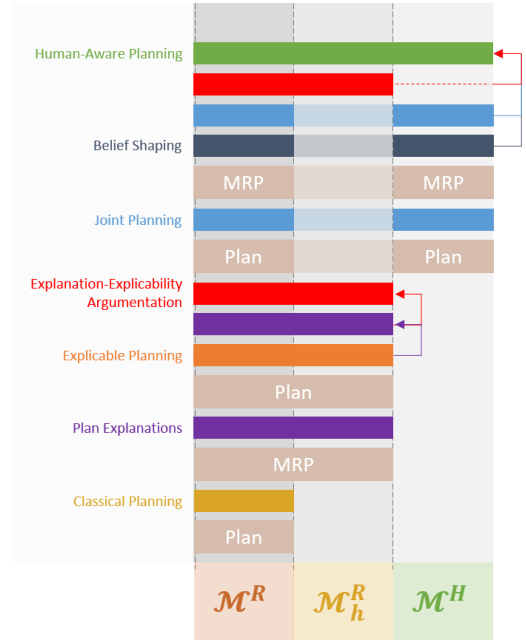 Human-Aware Planning
Belief Shaping
MRP MRP
Joint Planning
Plan Plan
Explanation-Explicability
Argumentation
Explicable Planning
Plan
Plan Explanations
MRP
Classical Planning
Plan
ℳ^R ℳ_h^R ℳ^H